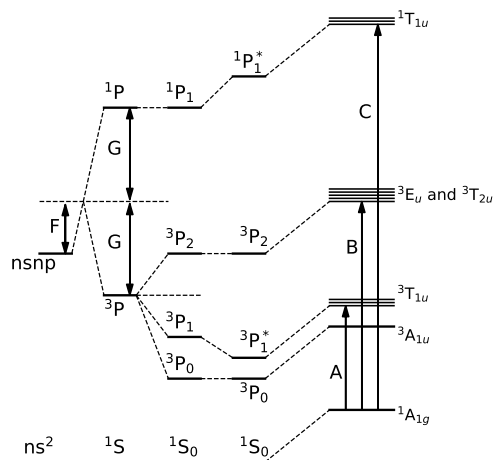 ¹T₁ᵤ
¹P₁*
¹P
¹P₁
C
G
³Eᵤ and ³T₂ᵤ
F
G
³P₂
³P₂
B
nsnp
³T₁ᵤ
³P
³P₁
³P₁*
³A₁ᵤ
³P₀
³P₀
A
¹A₁g
ns²
¹S
¹S₀
¹S₀